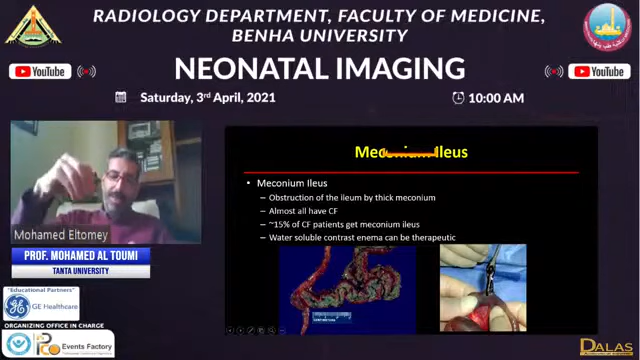 RADIOLOGY DEPARTMENT, FACULTY OF MEDICINE,
BENHA UNIVERSITY
YouTube
NEONATAL IMAGING
YouTube
Saturday, 3rd April, 2021
10:00 AM
Meconium Ileus
• Meconium Ileus
– Obstruction of the ileum by thick meconium
– Almost all have CF
– ~15% of CF patients get meconium ileus
– Water soluble contrast enema can be therapeutic
Mohamed Eltomey
PROF. MOHAMED AL TOUMI
TANTA UNIVERSITY
"Educational Partners"
GE Healthcare
ORGANIZING OFFICE IN CHARGE
Events Factory
DALAS